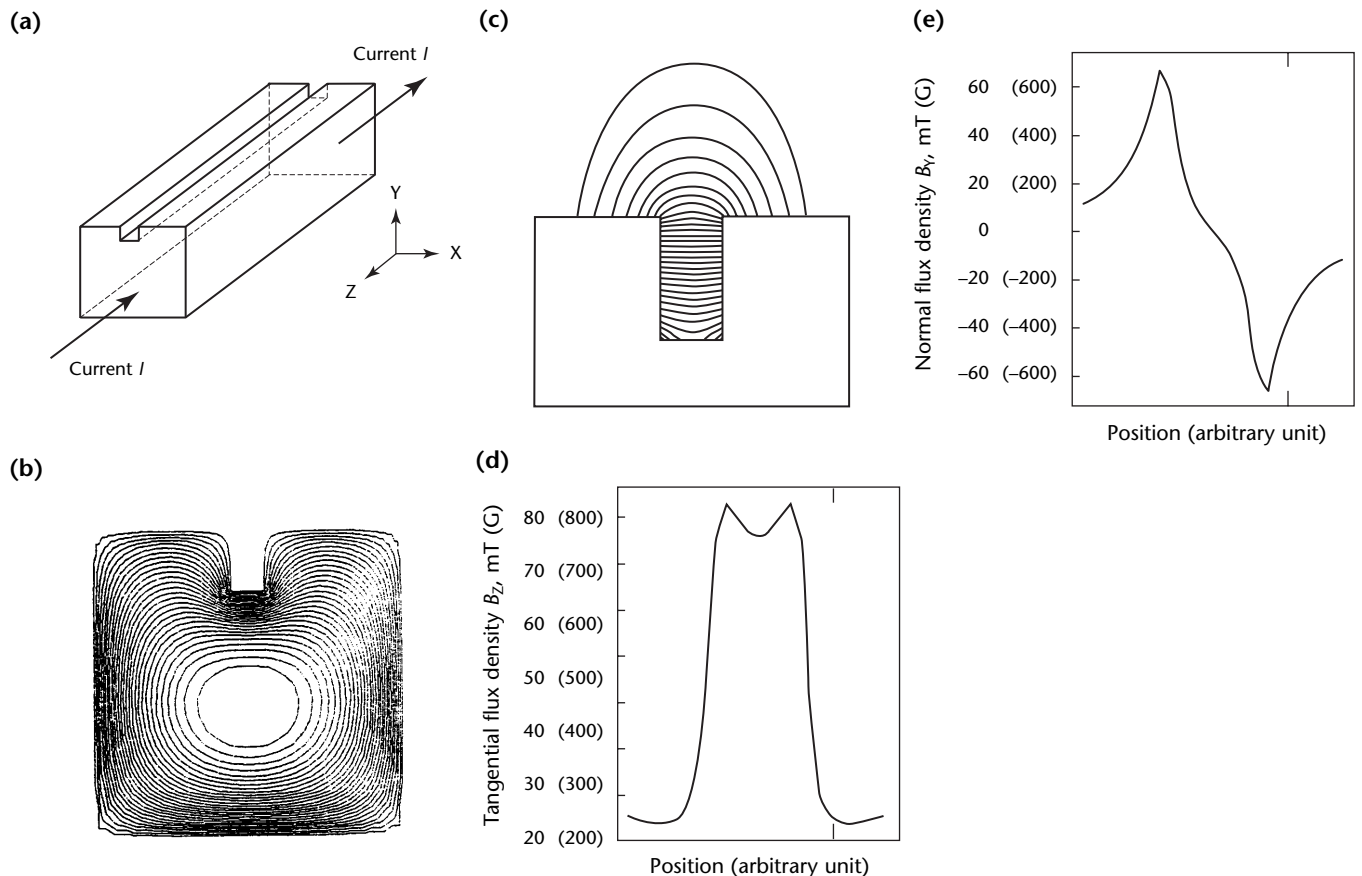 (a)
Current I
Y
X
Z
Current I
(b)
(c)
(d)
Tangential flux density BZ, mT (G)
80 (800)
70 (700)
60 (600)
50 (500)
40 (400)
30 (300)
20 (200)
Position (arbitrary unit)
(e)
Normal flux density BY, mT (G)
60 (600)
40 (400)
20 (200)
0
–20 (–200)
–40 (–400)
–60 (–600)
Position (arbitrary unit)